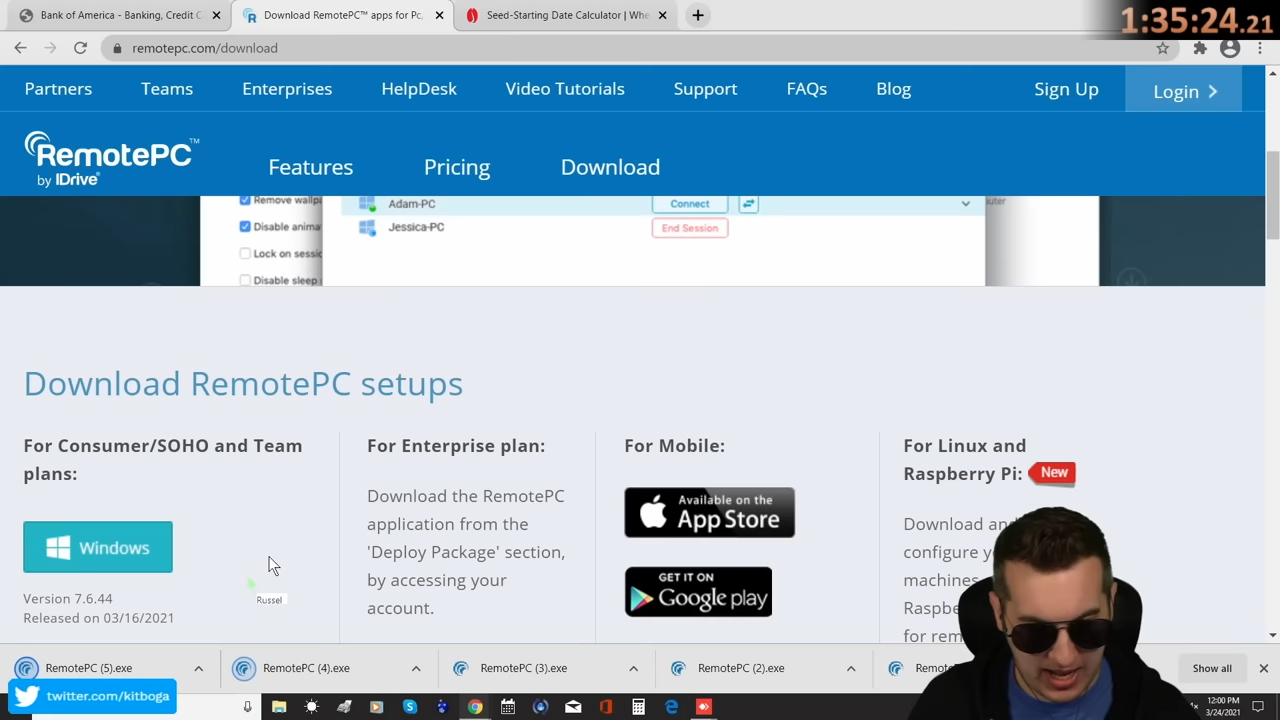 Bank of America - Banking, Credit C
Download RemotePC™ apps for Pc,
Seed-Starting Date Calculator | Whe
1:35:24.21
remotepc.com/download
Partners Teams Enterprises HelpDesk Video Tutorials Support FAQs Blog Sign Up Login
RemotePC™
by IDrive®
Features Pricing Download
Remove wallpa
Adam-PC Connect
uter
Disable anima
Jessica-PC End Session
Lock on sessio
Disable sleep
Download RemotePC setups
For Consumer/SOHO and Team
plans:
Windows
Version 7.6.44
Released on 03/16/2021
Russel
For Enterprise plan:
Download the RemotePC
application from the
'Deploy Package' section,
by accessing your
account.
For Mobile:
Available on the
App Store
GET IT ON
Google play
For Linux and
Raspberry Pi: New
Download and
configure yo
machines
Raspbe
for rem
RemotePC (5).exe RemotePC (4).exe RemotePC (3).exe RemotePC (2).exe Remote Show all
twitter.com/kitboga
12:00 PM
3/24/2021